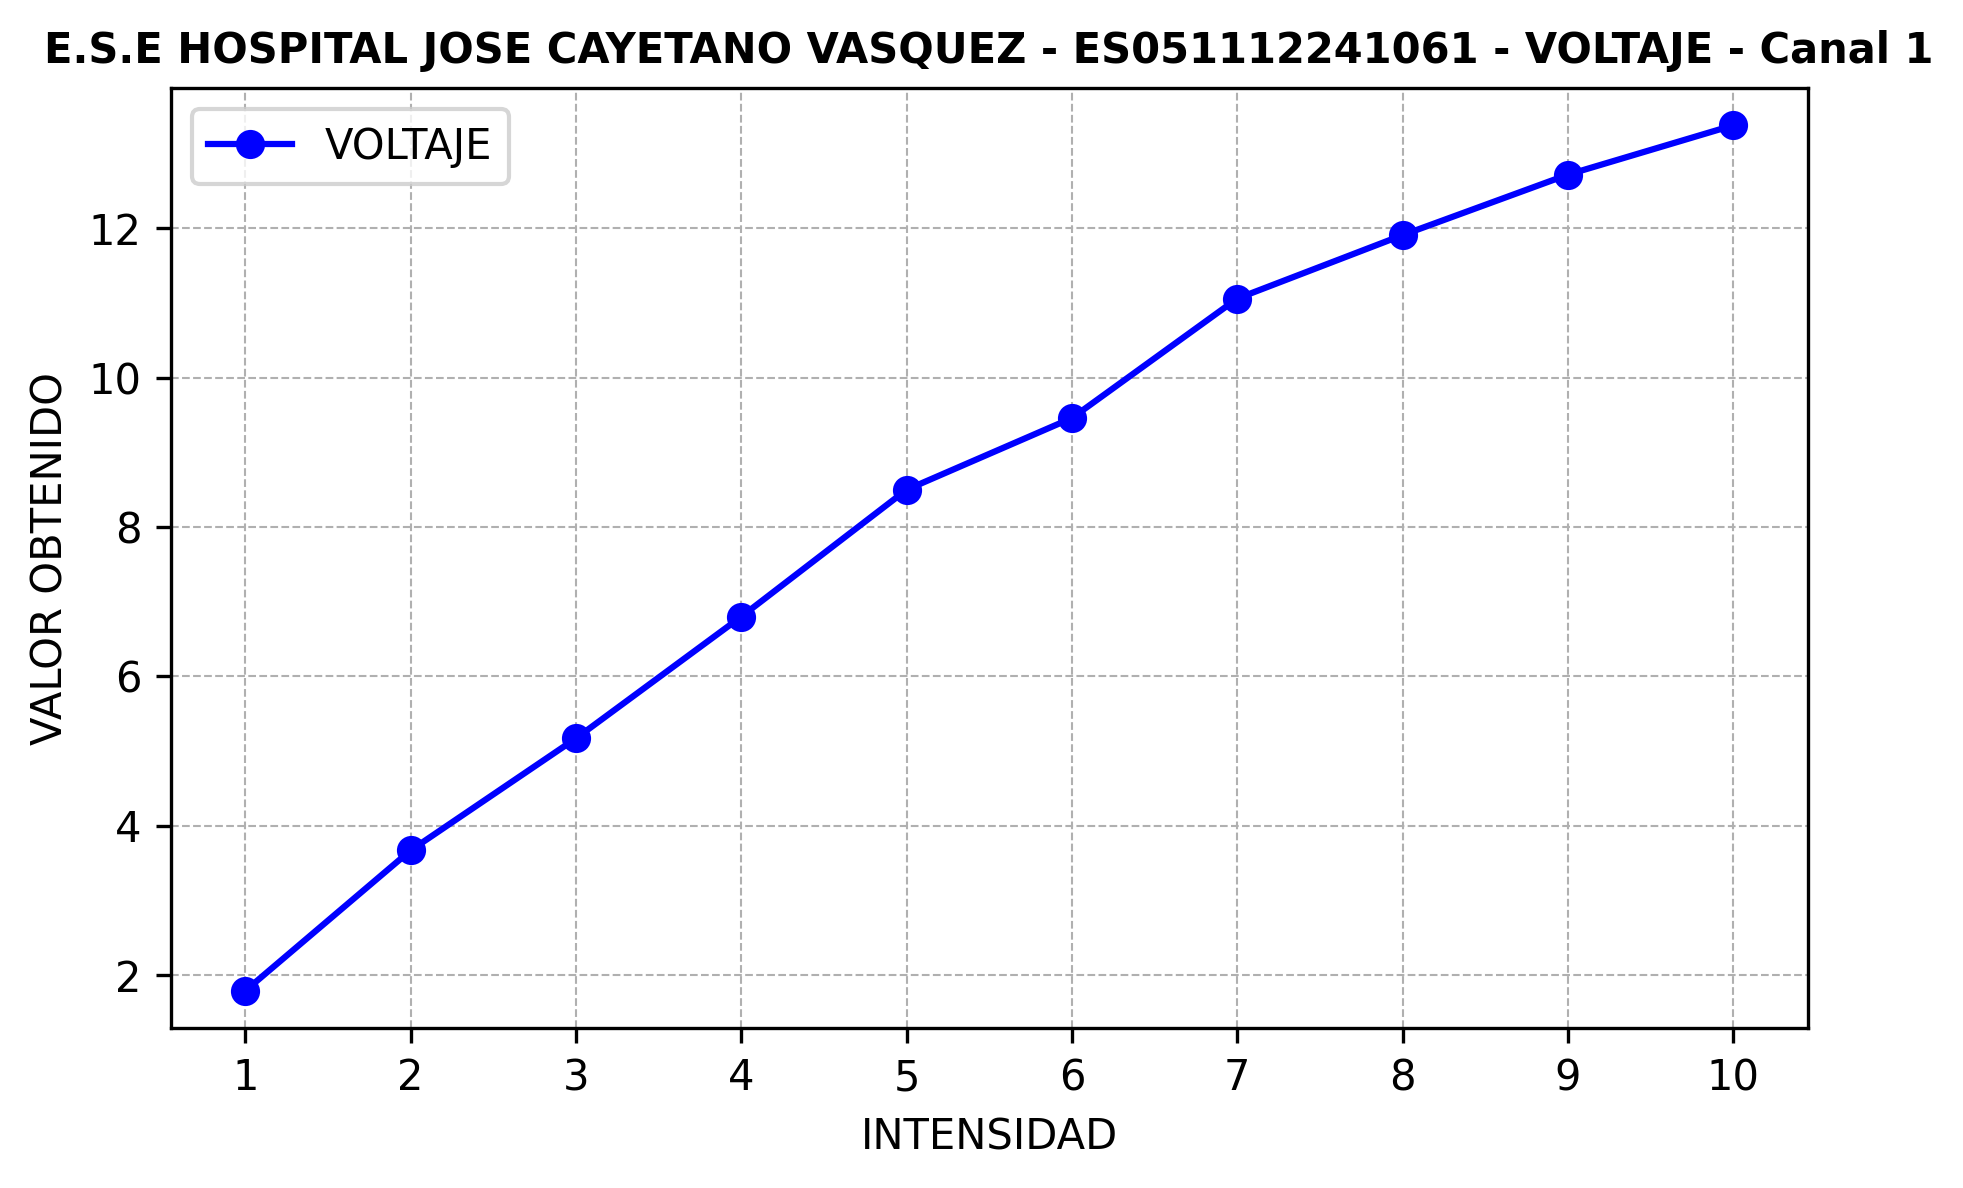 E.S.E HOSPITAL JOSE CAYETANO VASQUEZ - ES051112241061 - VOLTAJE - Canal 1
VOLTAJE
12
10
8
6
4
2
VALOR OBTENIDO
1 2 3 4 5 6 7 8 9 10
INTENSIDAD